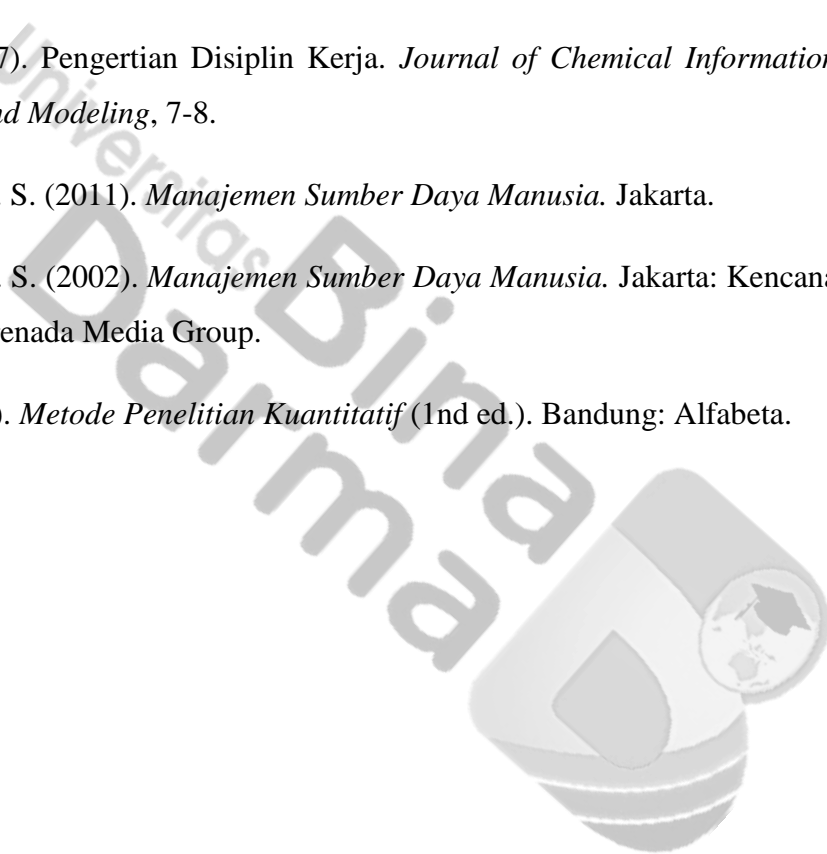 7). Pengertian Disiplin Kerja. Journal of Chemical Information
nd Modeling, 7-8.
. S. (2011). Manajemen Sumber Daya Manusia. Jakarta.
. S. (2002). Manajemen Sumber Daya Manusia. Jakarta: Kencana
enada Media Group.
). Metode Penelitian Kuantitatif (1nd ed.). Bandung: Alfabeta.
Universitas
Bina
Darma